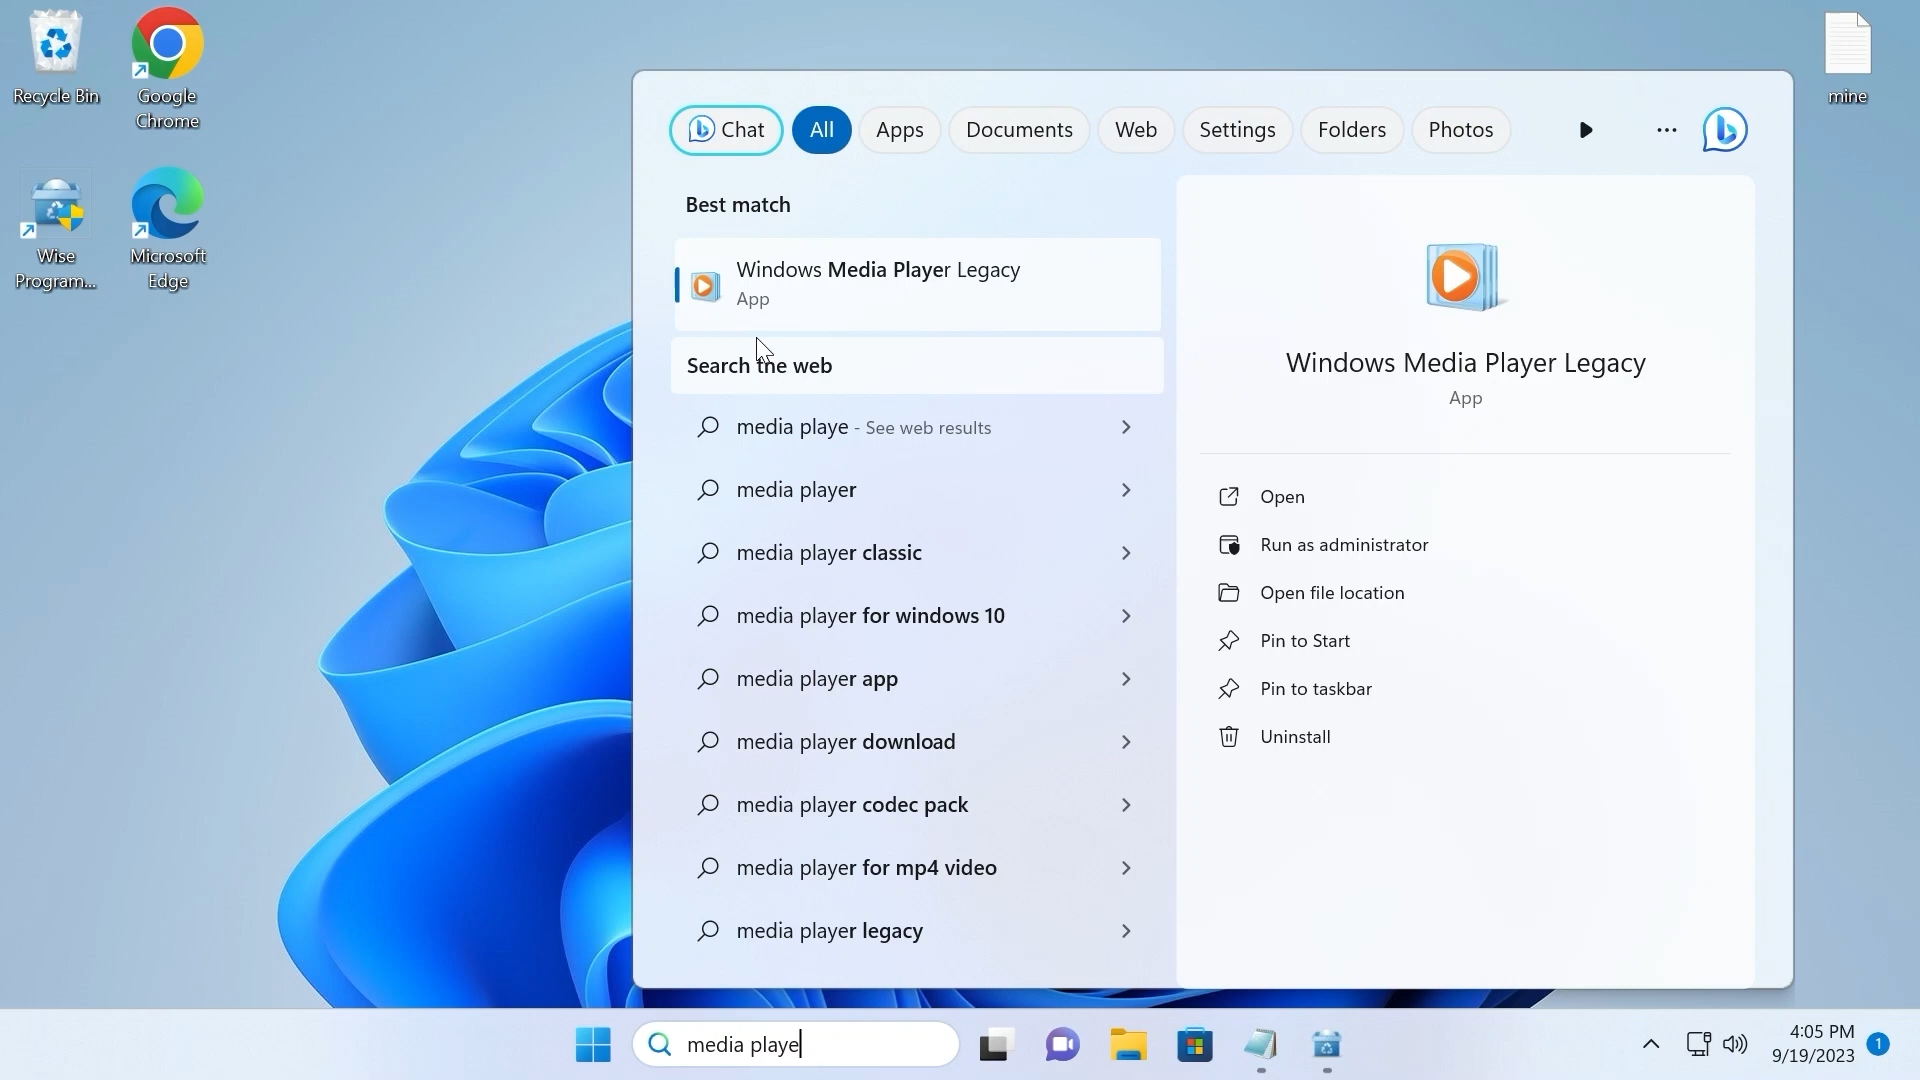 Recycle Bin
Google
Chrome
Wise
Program...
Microsoft
Edge
mine
Chat
All
Apps
Documents
Web
Settings
Folders
Photos
Best match
Windows Media Player Legacy
App
Search the web
media playe - See web results
media player
media player classic
media player for windows 10
media player app
media player download
media player codec pack
media player for mp4 video
media player legacy
Windows Media Player Legacy
App
Open
Run as administrator
Open file location
Pin to Start
Pin to taskbar
Uninstall
media playe
4:05 PM
9/19/2023
1